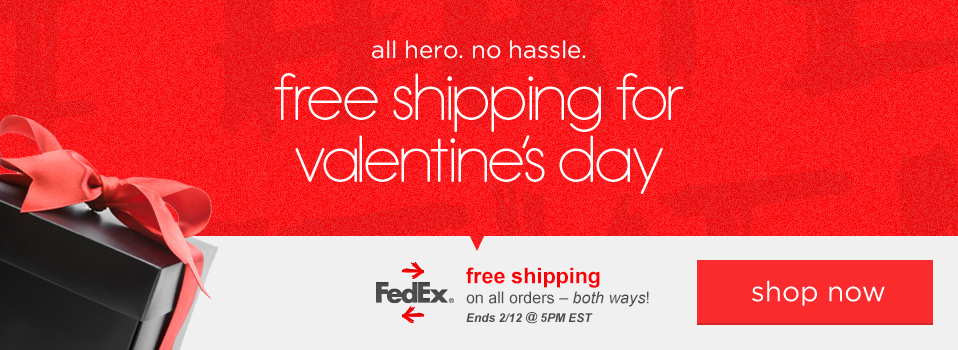 all hero. no hassle.
free shipping for
valentine's day
FedEx®
free shipping
on all orders – both ways!
Ends 2/12 @ 5PM EST
shop now